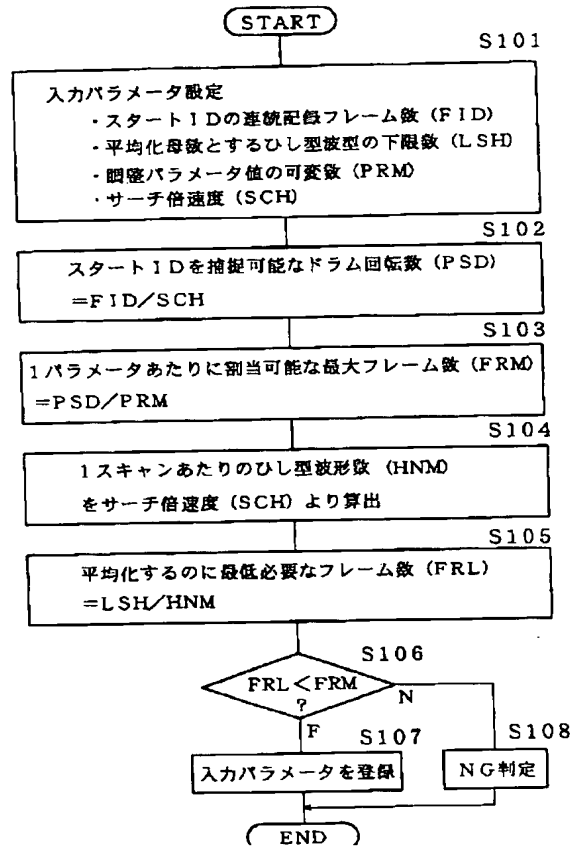 START
S101
入力パラメータ設定
・スタートIDの連続記録フレーム数(FID)
・平均化母数とするひし型波型の下限数(LSH)
・調整パラメータ値の可変数(PRM)
・サーチ倍速度(SCH)
S102
スタートIDを捕捉可能なドラム回転数(PSD)
=FID/SCH
S103
1パラメータあたりに割当可能な最大フレーム数(FRM)
=PSD/PRM
S104
1スキャンあたりのひし型波形数(HNM)
をサーチ倍速度(SCH)より算出
S105
平均化するのに最低必要なフレーム数(FRL)
=LSH/HNM
S106
FRL<FRM
?
N
F
S107
S108
入力パラメータを登録
NG判定
END